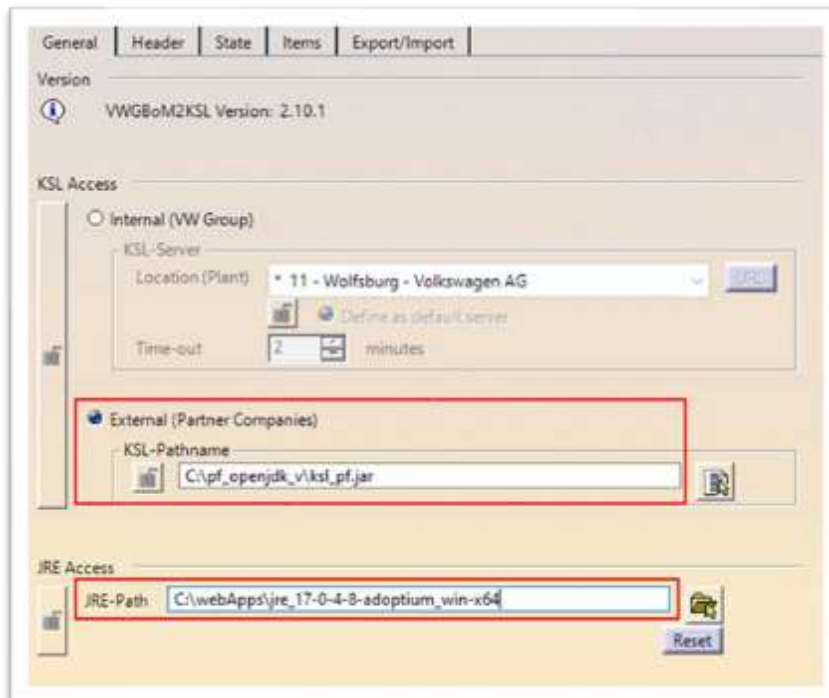 General Header State Items Export/Import
Version
VWGBoM2KSL Version: 2.10.1
KSL Access
Internal (VW Group)
KSL-Server
Location (Plant) * 11 - Wolfsburg - Volkswagen AG URL
Define as default server
Time-out 2 minutes
External (Partner Companies)
KSL-Pathname
C:\pf_openjdk_v\ksl_pf.jar
JRE Access
JRE-Path C:\webApps\jre_17-0-4-8-adoptium_win-x64
Reset